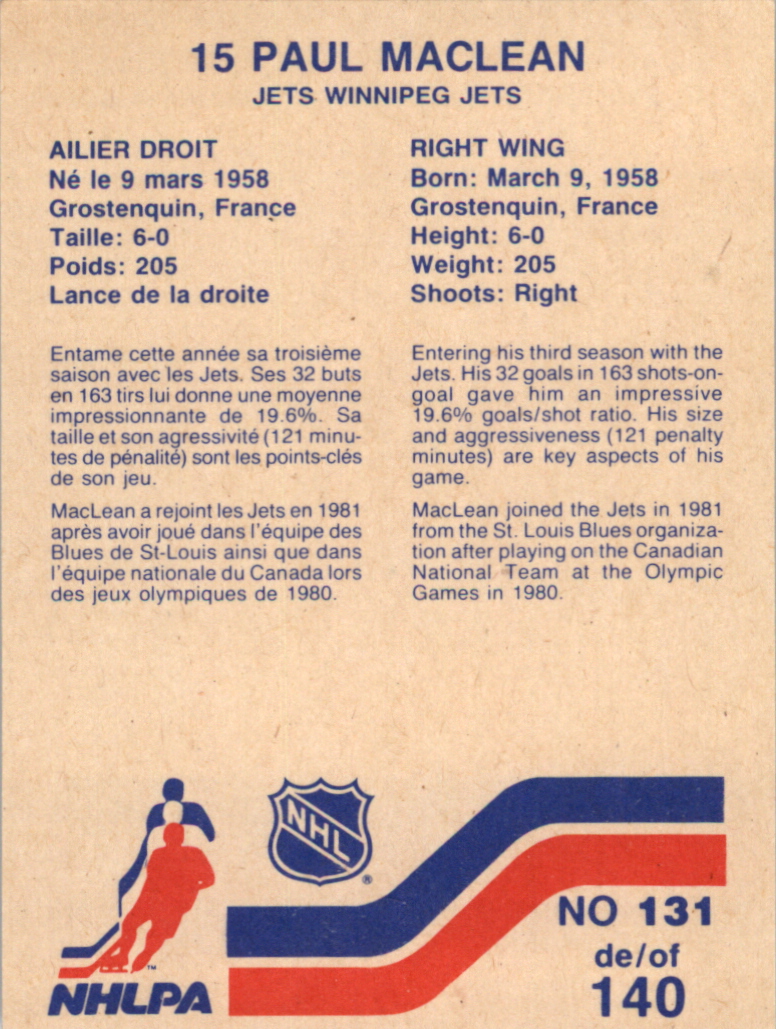 15 PAUL MACLEAN
JETS WINNIPEG JETS
AILIER DROIT
Né le 9 mars 1958
Grostenquin, France
Taille: 6-0
Poids: 205
Lance de la droite
Entame cette année sa troisième
saison avec les Jets. Ses 32 buts
en 163 tirs lui donne une moyenne
impressionnante de 19.6%. Sa
taille et son agressivité (121 minu-
tes de pénalité) sont les points-clés
de son jeu.
MacLean a rejoint les Jets en 1981
après avoir joué dans l'équipe des
Blues de St-Louis ainsi que dans
l'équipe nationale du Canada lors
des jeux olympiques de 1980.
RIGHT WING
Born: March 9, 1958
Grostenquin, France
Height: 6-0
Weight: 205
Shoots: Right
Entering his third season with the
Jets. His 32 goals in 163 shots-on-
goal gave him an impressive
19.6% goals/shot ratio. His size
and aggressiveness (121 penalty
minutes) are key aspects of his
game.
MacLean joined the Jets in 1981
from the St. Louis Blues organiza-
tion after playing on the Canadian
National Team at the Olympic
Games in 1980.
NHL
®
™
NHLPA
NO 131
de/of
140